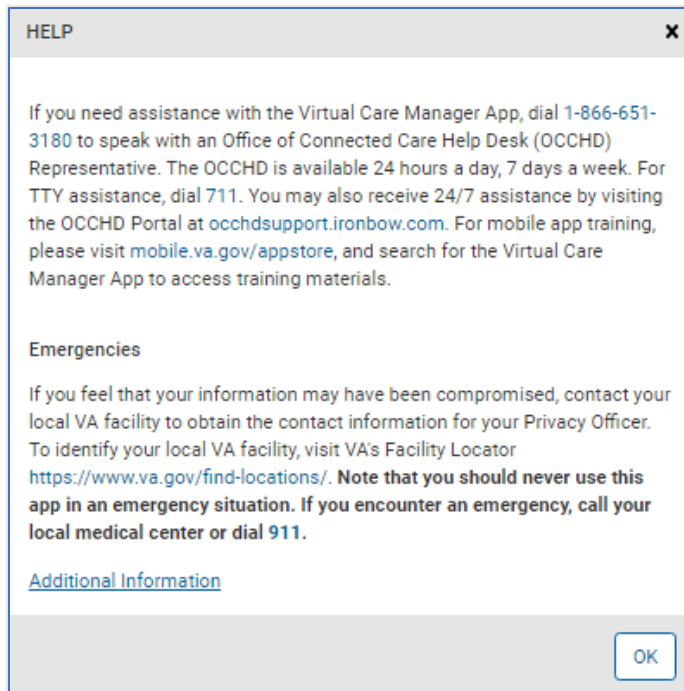 HELP
If you need assistance with the Virtual Care Manager App, dial 1-866-651-
3180 to speak with an Office of Connected Care Help Desk (OCCHD)
Representative. The OCCHD is available 24 hours a day, 7 days a week. For
TTY assistance, dial 711. You may also receive 24/7 assistance by visiting
the OCCHD Portal at occhdsupport.ironbow.com. For mobile app training,
please visit mobile.va.gov/appstore, and search for the Virtual Care
Manager App to access training materials.
Emergencies
If you feel that your information may have been compromised, contact your
local VA facility to obtain the contact information for your Privacy Officer.
To identify your local VA facility, visit VA's Facility Locator
https://www.va.gov/find-locations/. Note that you should never use this
app in an emergency situation. If you encounter an emergency, call your
local medical center or dial 911.
Additional Information
OK